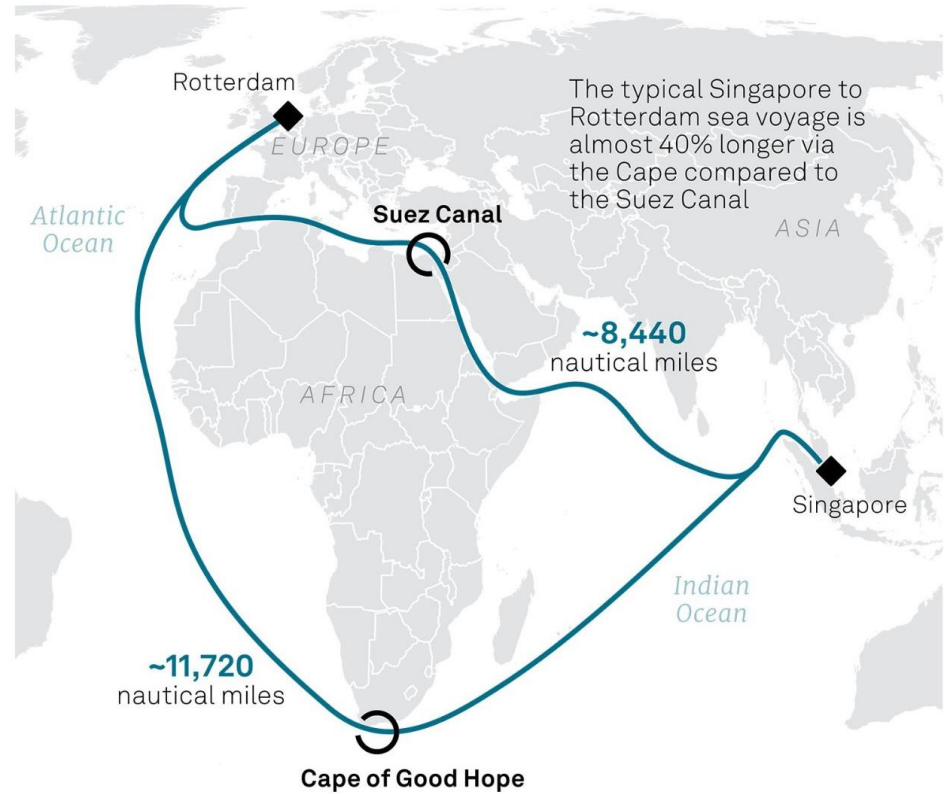 Rotterdam
The typical Singapore to
Rotterdam sea voyage is
almost 40% longer via
the Cape compared to
the Suez Canal
EUROPE
Atlantic
Ocean
Suez Canal
ASIA
~8,440
nautical miles
AFRICA
Singapore
Indian
Ocean
~11,720
nautical miles
Cape of Good Hope